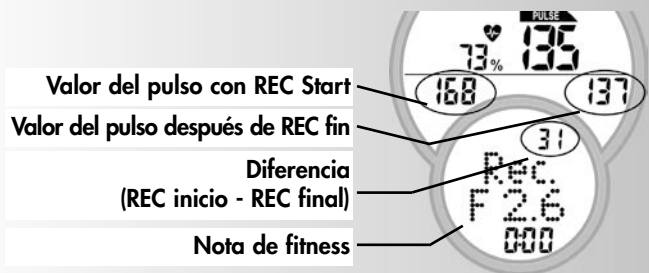 PULSE
73% 135
Valor del pulso con REC Start
168 137
Valor del pulso después de REC fin
31
Diferencia
(REC inicio - REC final)
Rec.
F 2.6
Nota de fitness
0:00